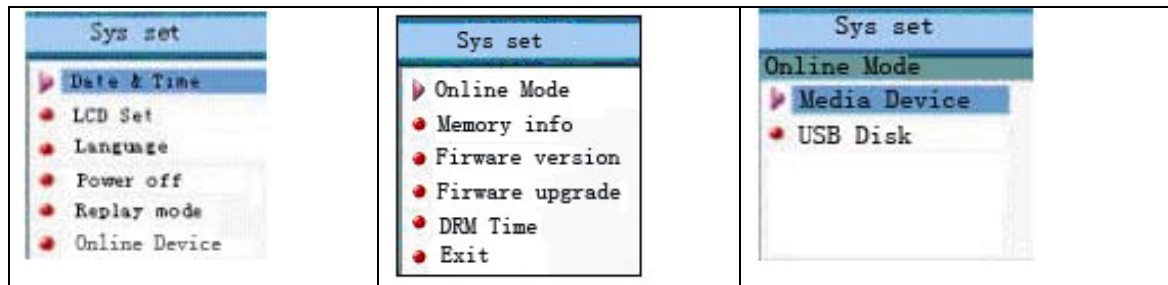 Sys set
Date & Time
LCD Set
Language
Power off
Replay mode
Online Device
Sys set
Online Mode
Memory info
Firware version
Firware upgrade
DRM Time
Exit
Sys set
Online Mode
Media Device
USB Disk